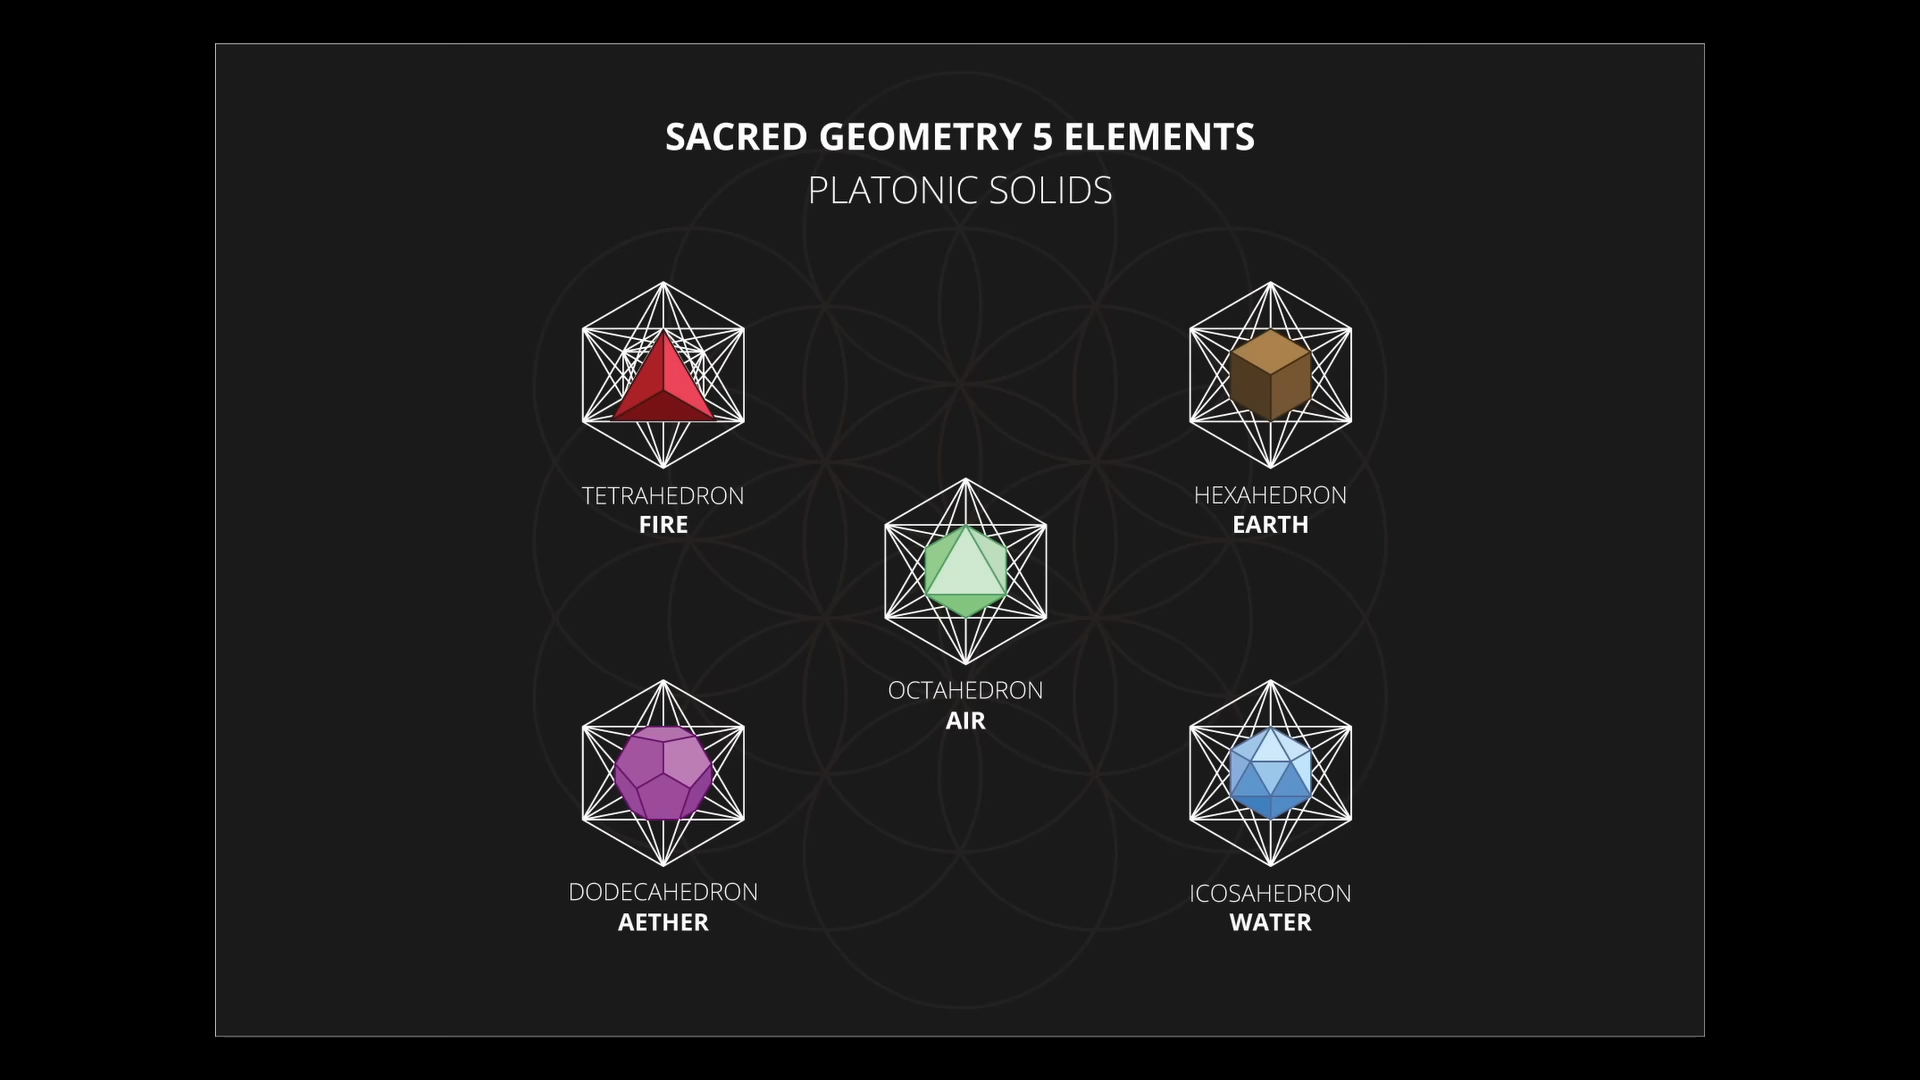 SACRED GEOMETRY 5 ELEMENTS
PLATONIC SOLIDS
TETRAHEDRON
FIRE
HEXAHEDRON
EARTH
OCTAHEDRON
AIR
DODECAHEDRON
AETHER
ICOSAHEDRON
WATER